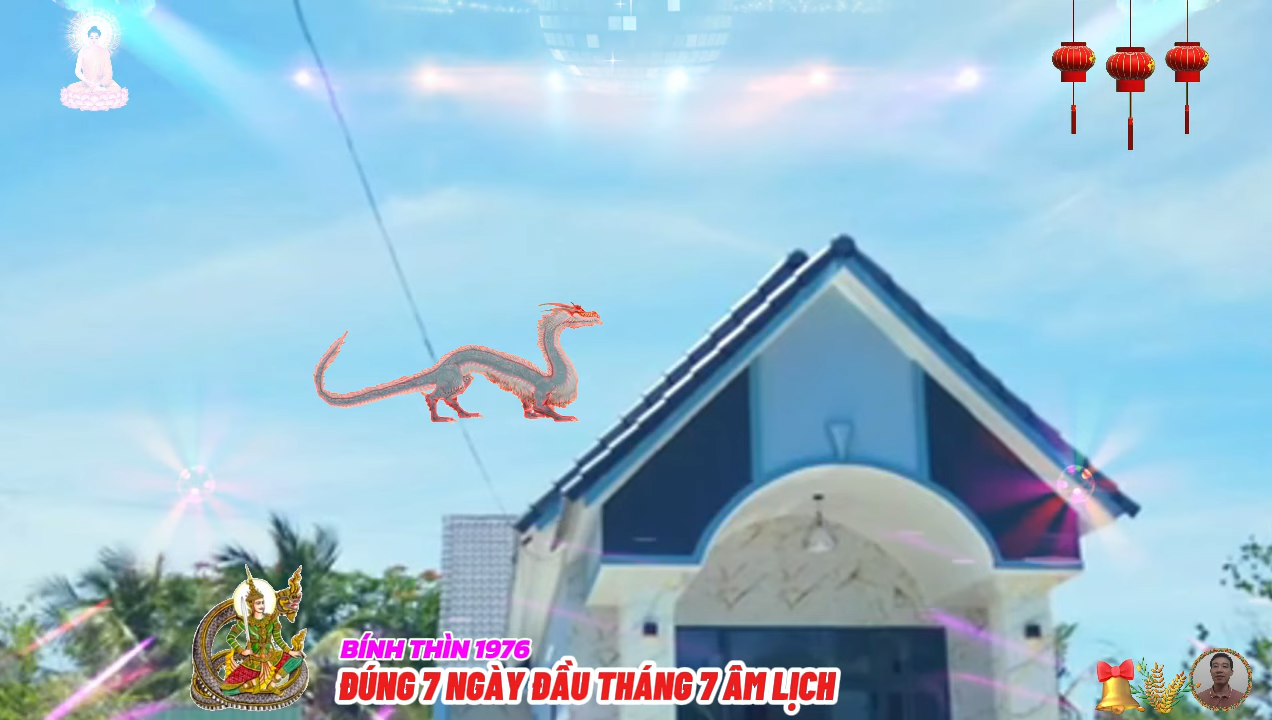 BÍNH THÌN 1976
ĐÚNG 7 NGÀY ĐẦU THÁNG 7 ÂM LỊCH